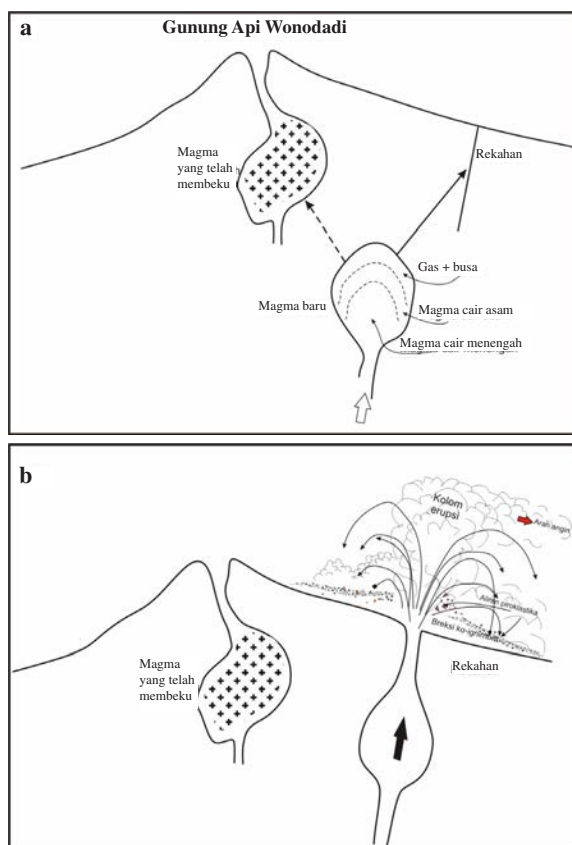 a
Gunung Api Wonodadi
Magma
yang telah
membeku
Rekahan
Gas + busa
Magma baru
Magma cair asam
Magma cair menengah
b
Kolom
erupsi
Arah angin
Aliran piroklastika
Breksi ko-ignimbrit
Rekahan
Magma
yang telah
membeku